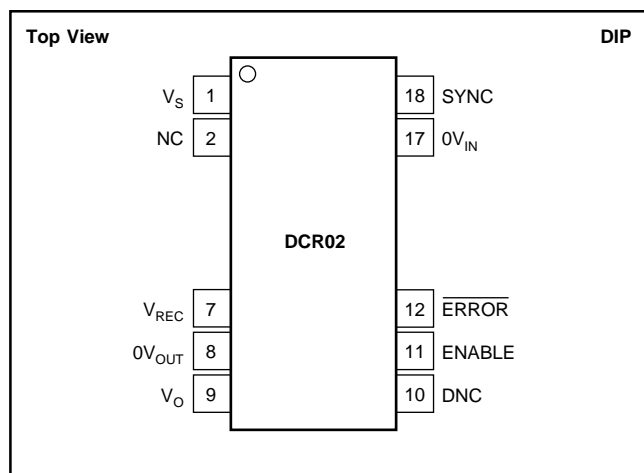 Top View DIP
V_S 1 18 SYNC
NC 2 17 0V_IN
DCR02
V_REC 7 12 E̅R̅R̅O̅R̅
0V_OUT 8 11 ENABLE
V_O 9 10 DNC